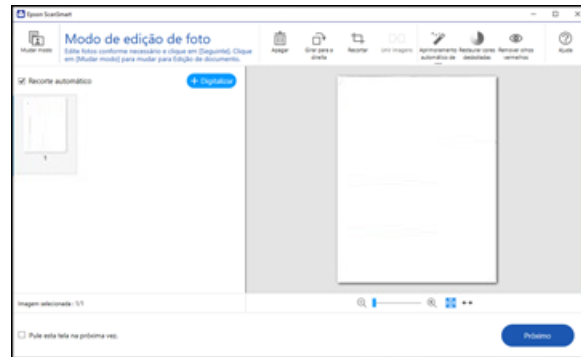 Epson ScanSmart
Mudar modo
Modo de edição de foto
Edite fotos conforme necessário e clique em [Seguinte]. Clique
em [Mudar modo] para mudar para Edição de documento.
Apagar
Girar para a
direita
Recortar
Unir imagens
Aprimoramento
automático de
Restaurar cores
desbotadas
Remover olhos
vermelhos
Ajuda
Recorte automático
+ Digitalizar
1
Imagem selecionada : 1/1
Pule esta tela na próxima vez.
Próximo